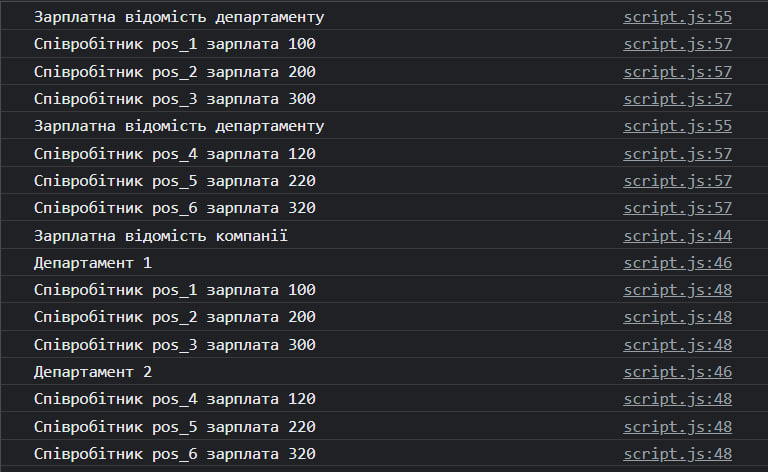 Зарплатна відомість департаменту script.js:55
Співробітник pos_1 зарплата 100 script.js:57
Співробітник pos_2 зарплата 200 script.js:57
Співробітник pos_3 зарплата 300 script.js:57
Зарплатна відомість департаменту script.js:55
Співробітник pos_4 зарплата 120 script.js:57
Співробітник pos_5 зарплата 220 script.js:57
Співробітник pos_6 зарплата 320 script.js:57
Зарплатна відомість компанії script.js:44
Департамент 1 script.js:46
Співробітник pos_1 зарплата 100 script.js:48
Співробітник pos_2 зарплата 200 script.js:48
Співробітник pos_3 зарплата 300 script.js:48
Департамент 2 script.js:46
Співробітник pos_4 зарплата 120 script.js:48
Співробітник pos_5 зарплата 220 script.js:48
Співробітник pos_6 зарплата 320 script.js:48